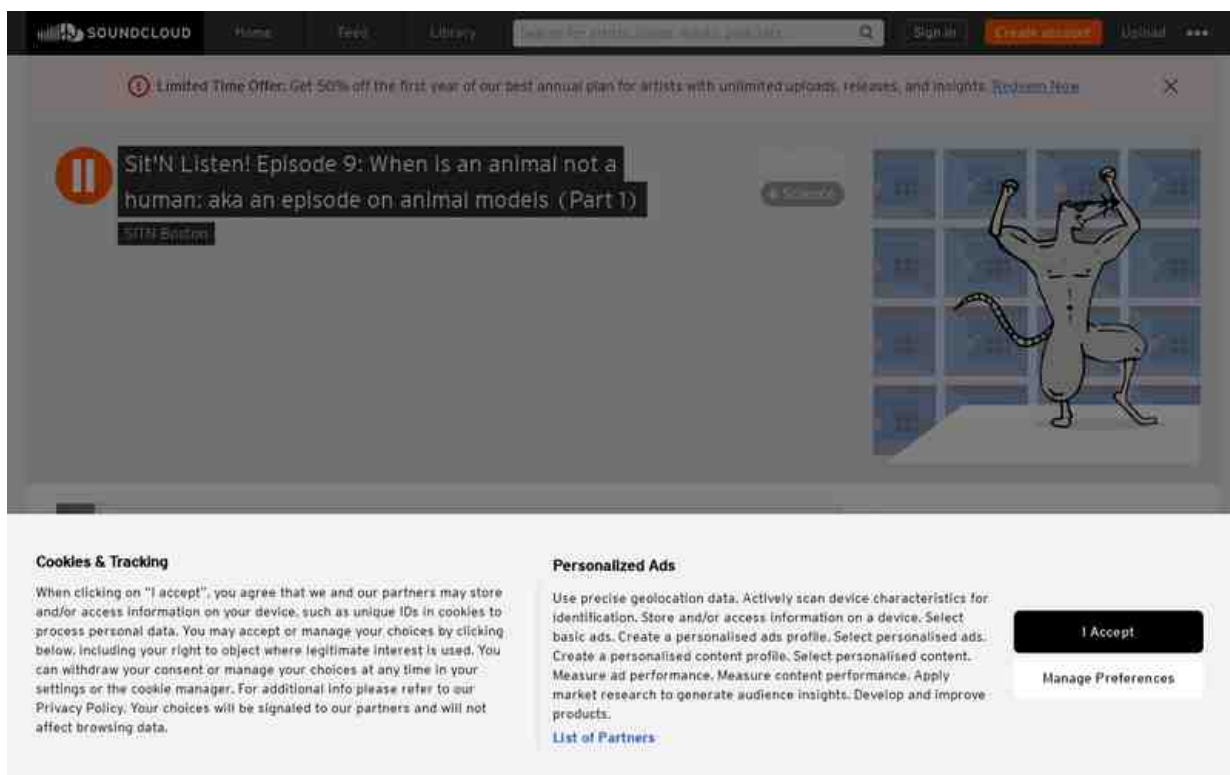 SOUNDCLOUD
Home
Feed
Library
Search for artists, bands, tracks, podcasts
Sign in
Create account
Upload
Limited Time Offer: Get 50% off the first year of our best annual plan for artists with unlimited uploads, releases, and insights. Redeem Now
Sit'N Listen! Episode 9: When is an animal not a
human: aka an episode on animal models (Part 1)
SITN Boston
# Science
Cookies & Tracking
When clicking on "I accept", you agree that we and our partners may store
and/or access information on your device, such as unique IDs in cookies to
process personal data. You may accept or manage your choices by clicking
below, including your right to object where legitimate interest is used. You
can withdraw your consent or manage your choices at any time in your
settings or the cookie manager. For additional info please refer to our
Privacy Policy. Your choices will be signaled to our partners and will not
affect browsing data.
Personalized Ads
Use precise geolocation data. Actively scan device characteristics for
identification. Store and/or access information on a device. Select
basic ads. Create a personalised ads profile. Select personalised ads.
Create a personalised content profile. Select personalised content.
Measure ad performance. Measure content performance. Apply
market research to generate audience insights. Develop and improve
products.
List of Partners
I Accept
Manage Preferences